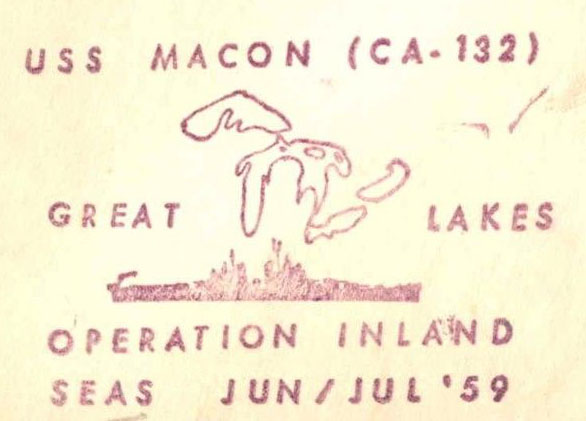 USS MACON (CA-132)
GREAT LAKES
OPERATION INLAND
SEAS JUN/JUL '59